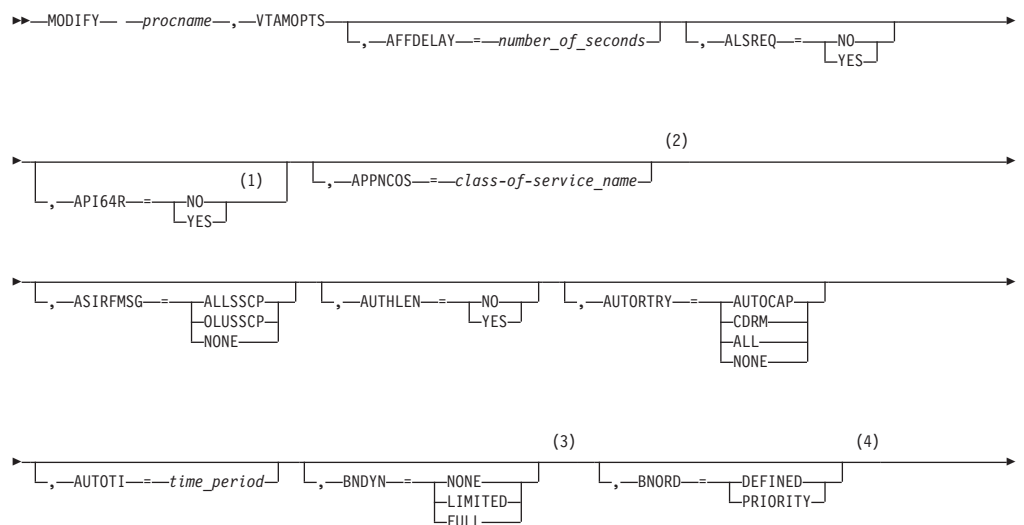 MODIFY procname , VTAMOPTS
, AFFDELAY = number_of_seconds , ALSREQ = NO
YES
(2)
(1) , APPNCOS = class-of-service_name
, API64R = NO
YES
, ASIRFMSG = ALLSSCP , AUTHLEN = NO , AUTORTRY = AUTOCAP
OLUSSCP YES CDRM
NONE ALL
NONE
(3) (4)
, AUTOTI = time_period , BNDYN = NONE , BNORD = DEFINED
LIMITED PRIORITY
FULL